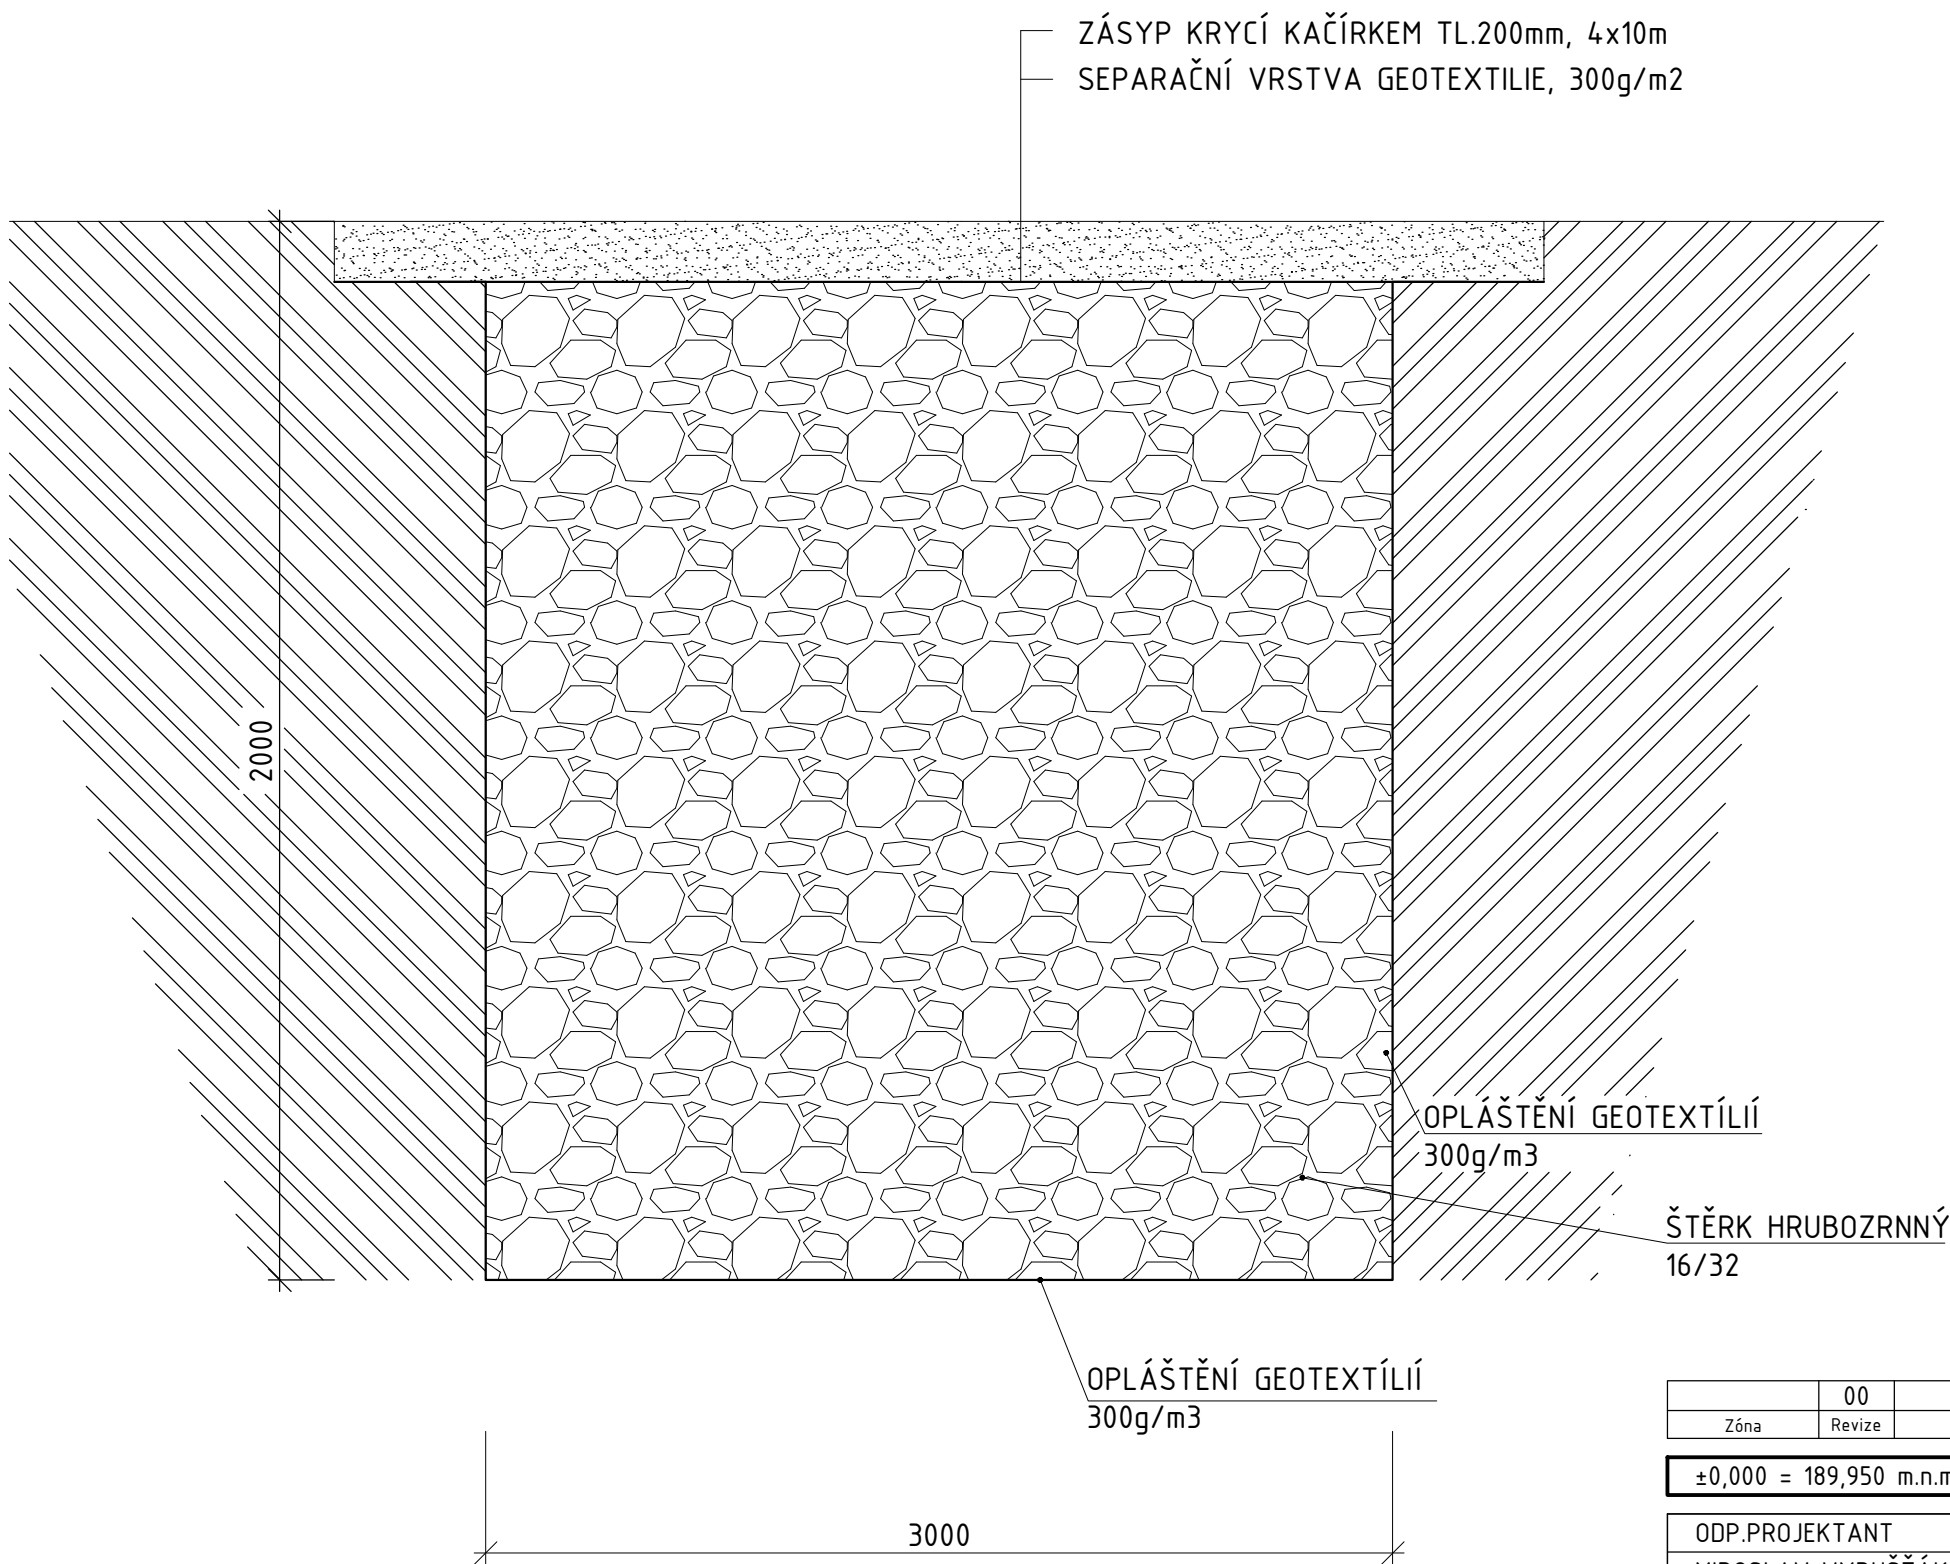 ZÁSYP KRYCÍ KAČÍRKEM TL.200mm, 4x10m
SEPARAČNÍ VRSTVA GEOTEXTILIE, 300g/m2
2000
OPLÁŠTĚNÍ GEOTEXTÍLIÍ
300g/m3
ŠTĚRK HRUBOZRNNÝ
16/32
OPLÁŠTĚNÍ GEOTEXTÍLIÍ
300g/m3
00
Zóna Revize
±0,000 = 189,950 m.n.m
3000
ODP.PROJEKTANT